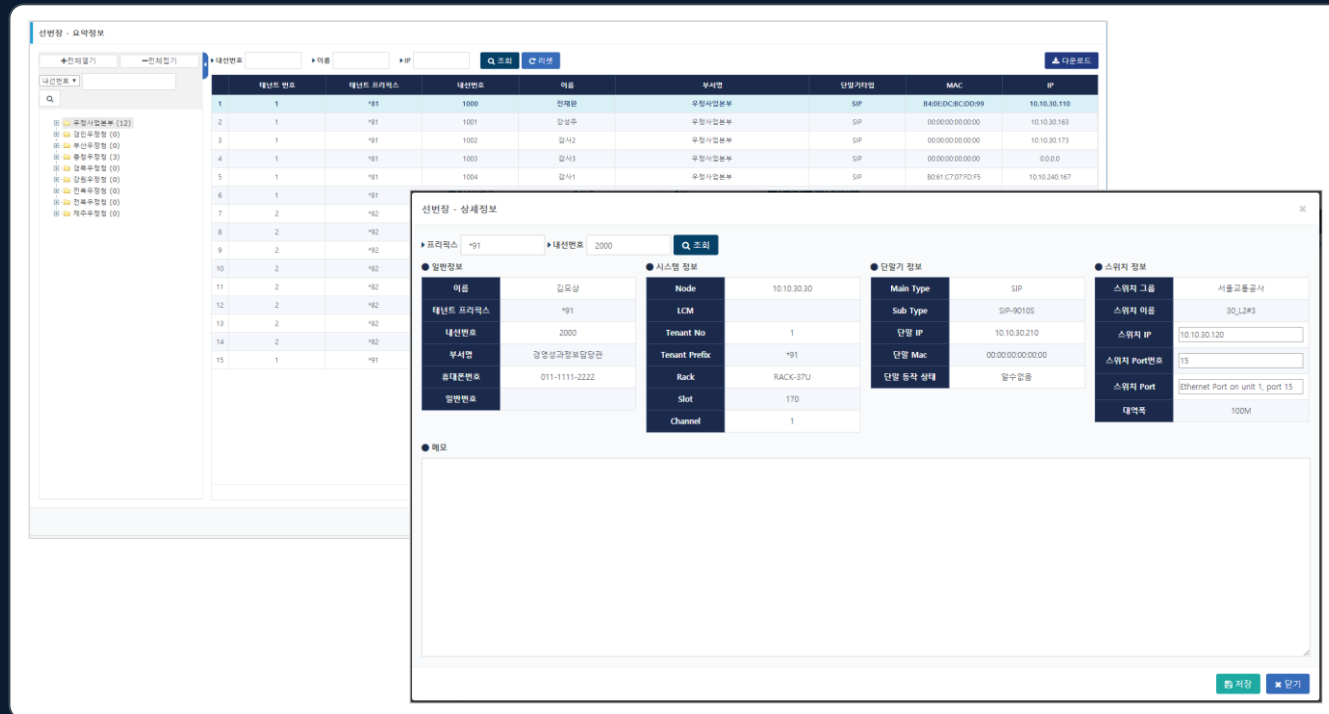 선번장 - 요약정보
+전체열기 −전체접기
▸내선번호 ▸이름 ▸IP 조회 리셋 다운로드
내선번호
테넌트 번호 테넌트 프리픽스 내선번호 이름 부서명 단말기타입 MAC IP
1 1 *81 1000 전재완 우정사업본부 SIP B4:0E:DC:BC:DD:99 10.10.30.110
2 1 *81 1001 강성주 우정사업본부 SIP 00:00:00:00:00:00 10.10.30.163
3 1 *81 1002 감사2 우정사업본부 SIP 00:00:00:00:00:00 10.10.30.173
4 1 *81 1003 감사3 우정사업본부 SIP 00:00:00:00:00:00 0.0.0.0
5 1 *81 1004 감사1 우정사업본부 SIP 80:61:C7:07:FD:F5 10.10.240.167
6 1 *81
7 2 *82
8 2 *92
9 2 *92
10 2 *82
11 2 *82
12 2 *82
13 2 *82
14 2 *82
15 1 *91
우정사업본부 (12)
경인우정청 (0)
부산우정청 (0)
충청우정청 (3)
경북우정청 (0)
강원우정청 (0)
전북우정청 (0)
제주우정청 (0)
선번장 - 상세정보
▸프리픽스 *91 ▸내선번호 2000 조회
● 일반정보
이름 김모상
테넌트 프리픽스 *91
내선번호 2000
부서명 경영성과정보담당관
휴대폰번호 011-1111-2222
일반번호
● 시스템 정보
Node 10.10.30.30
LCM
Tenant No 1
Tenant Prefix *91
Rack RACK-37U
Slot 170
Channel 1
● 단말기 정보
Main Type SIP
Sub Type SIP-9010S
단말 IP 10.10.30.210
단말 Mac 00:00:00:00:00:00
단말 동작 상태 알수없음
● 스위치 정보
스위치 그룹 서울교통공사
스위치 이름 30_L2#3
스위치 IP 10.10.30.120
스위치 Port번호 15
스위치 Port Ethernet Port on unit 1, port 15
대역폭 100M
● 메모
저장 닫기